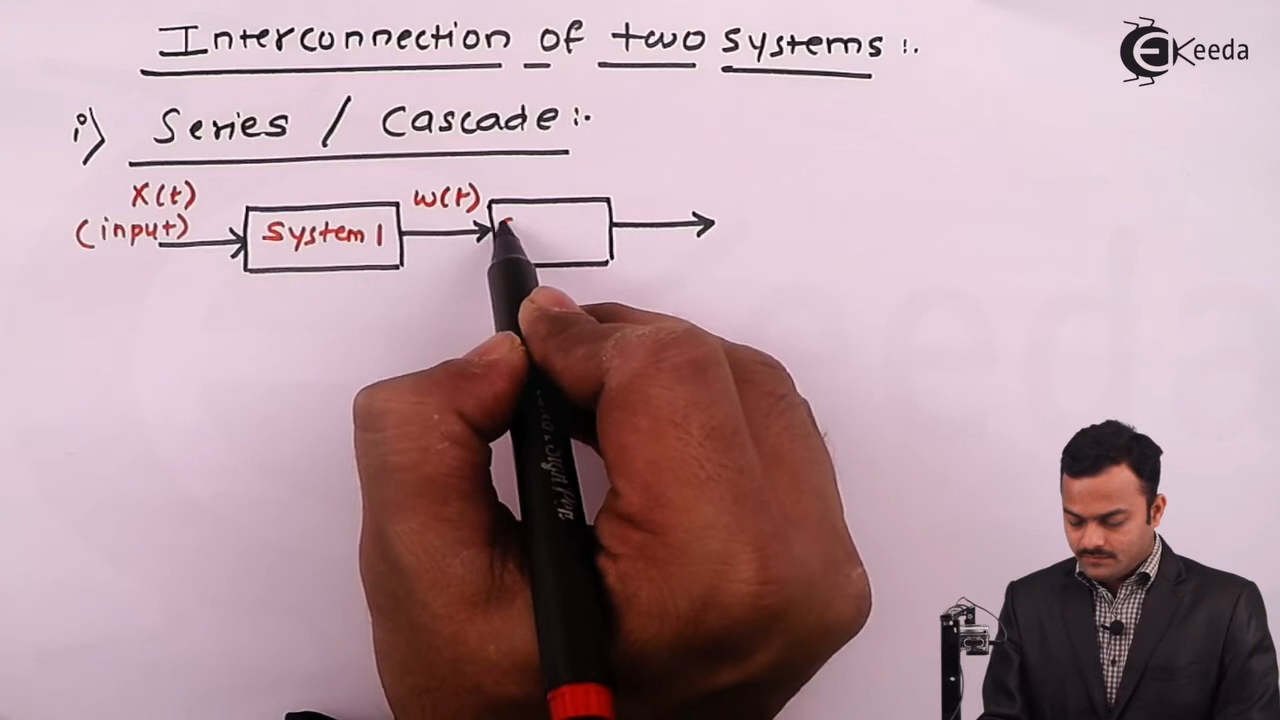 Interconnection of two systems :.
i) Series / Cascade :.
x(t) w(t)
(input) System 1
EKeeda